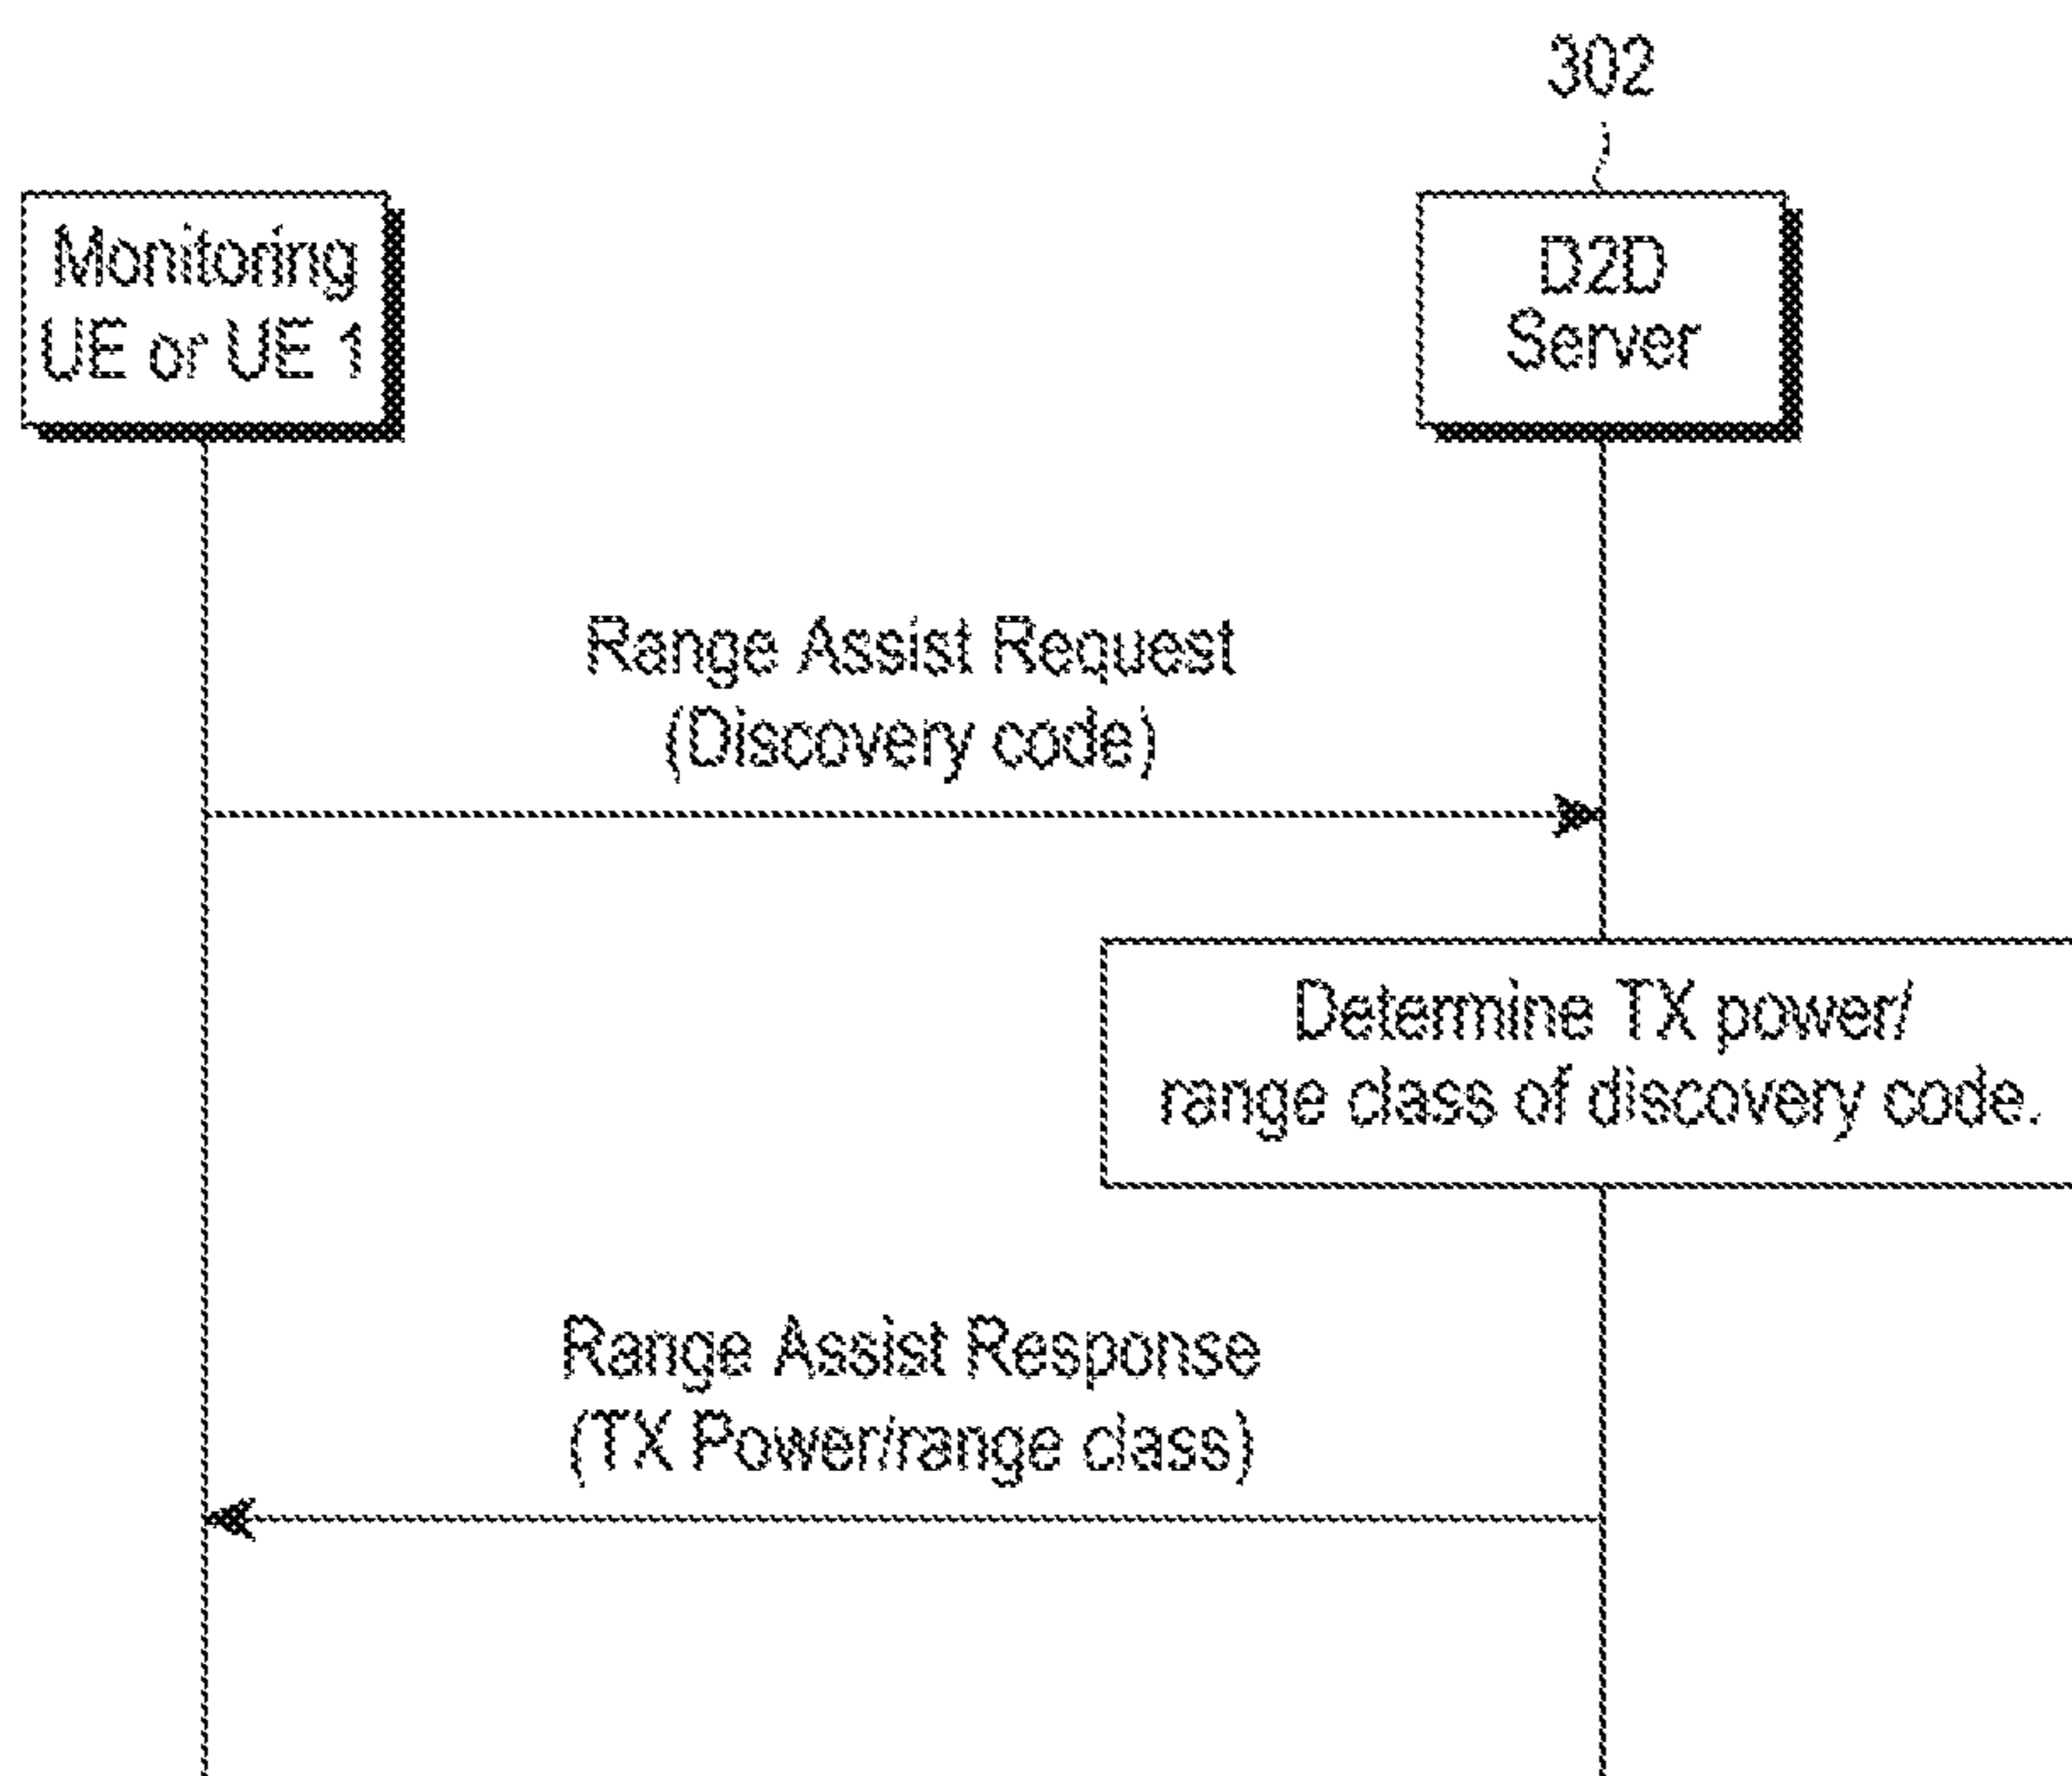 302
Monitoring
UE or UE 1
D2D
Server
Range Assist Request
(Discovery code)
Determine TX power/
range class of discovery code.
Range Assist Response
(TX Power/range class)